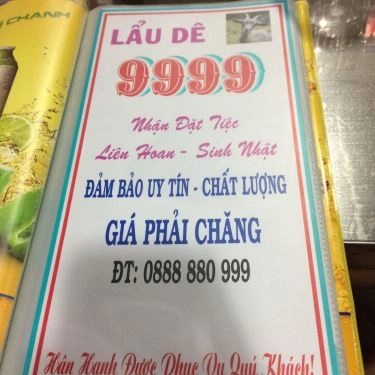 CHANH
LẨU DÊ
9999
Nhận Đặt Tiệc
Liên Hoan - Sinh Nhật
ĐẢM BẢO UY TÍN - CHẤT LƯỢNG
GIÁ PHẢI CHĂNG
ĐT: 0888 880 999
Hân Hạnh Được Phục Vụ Quý Khách!